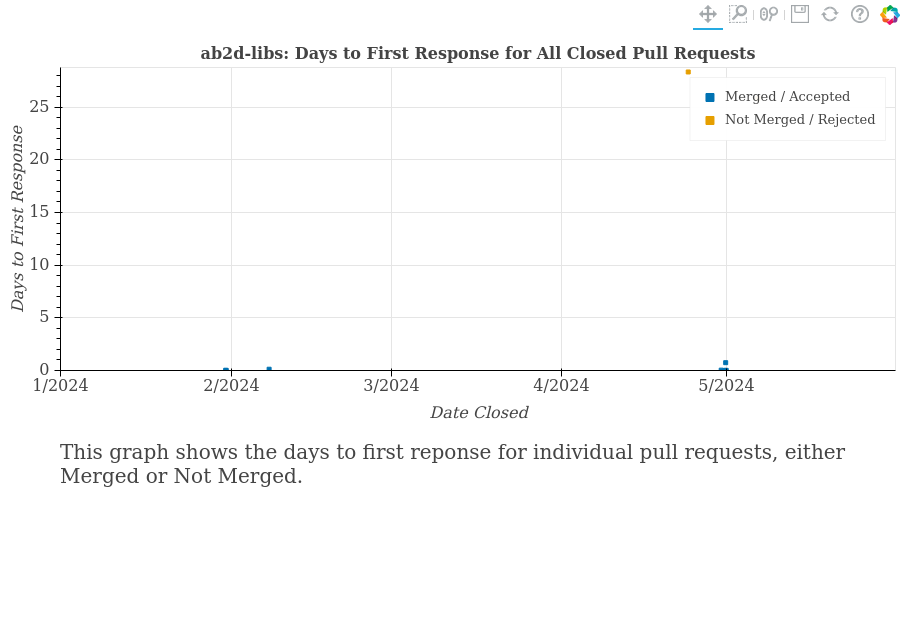 ab2d-libs: Days to First Response for All Closed Pull Requests
Merged / Accepted
Not Merged / Rejected
Days to First Response
25
20
15
10
5
0
1/2024
2/2024
3/2024
4/2024
5/2024
Date Closed
This graph shows the days to first reponse for individual pull requests, either
Merged or Not Merged.